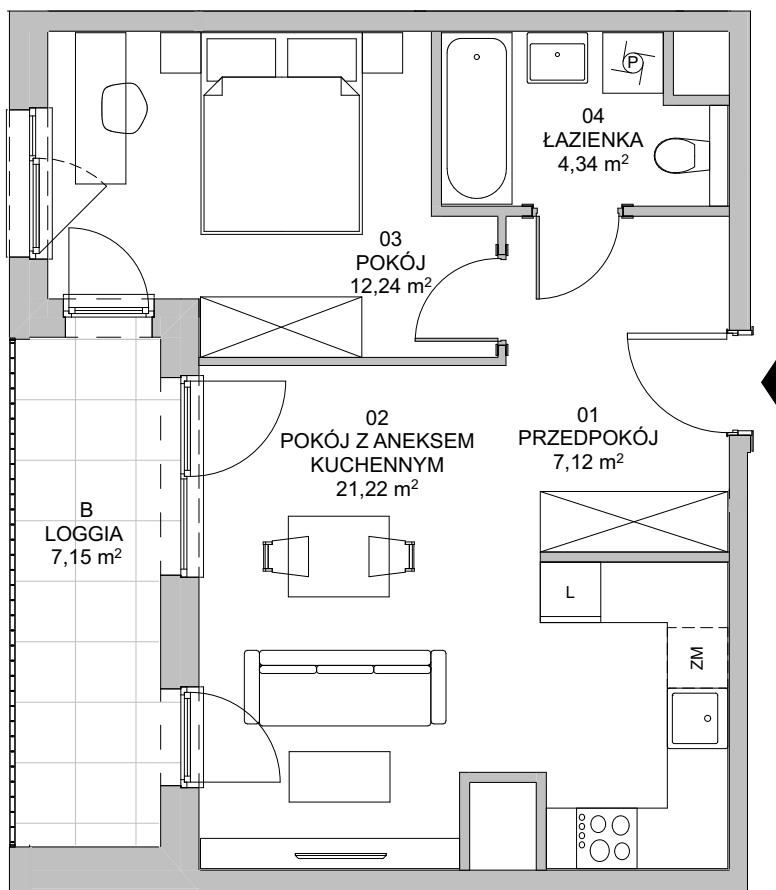 P
04
ŁAZIENKA
4,34 m²
03
POKÓJ
12,24 m²
02
POKÓJ Z ANEKSEM
KUCHENNYM
21,22 m²
01
PRZEDPOKÓJ
7,12 m²
B
LOGGIA
7,15 m²
L
ZM